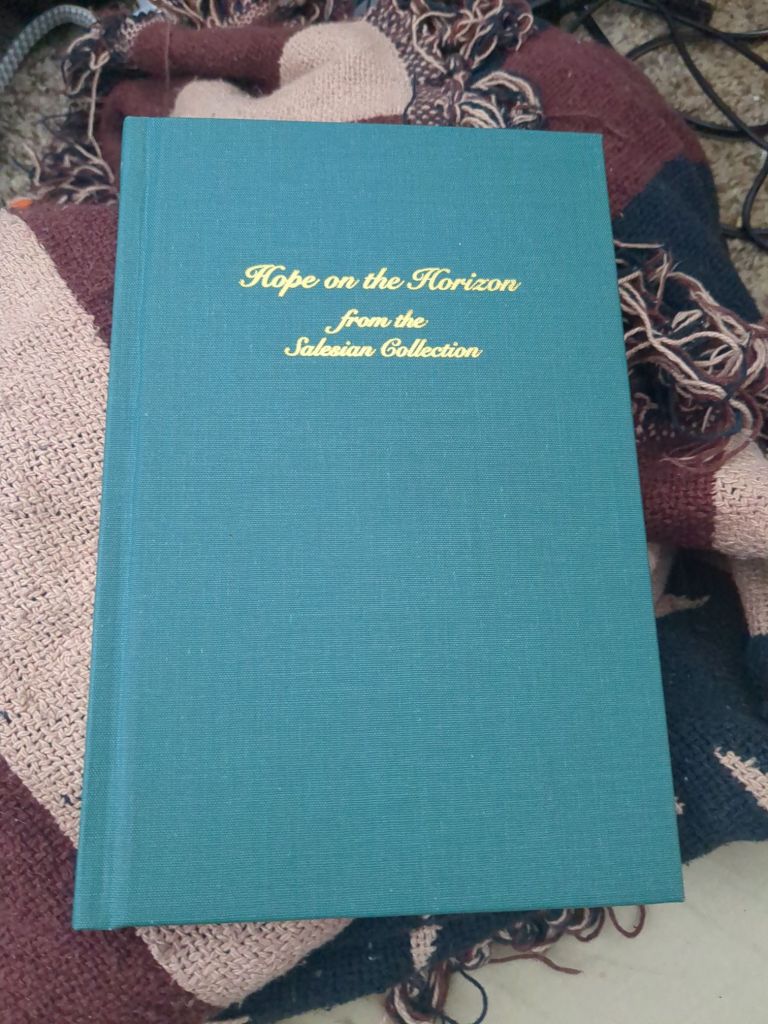 Hope on the Horizon
from the
Salesian Collection